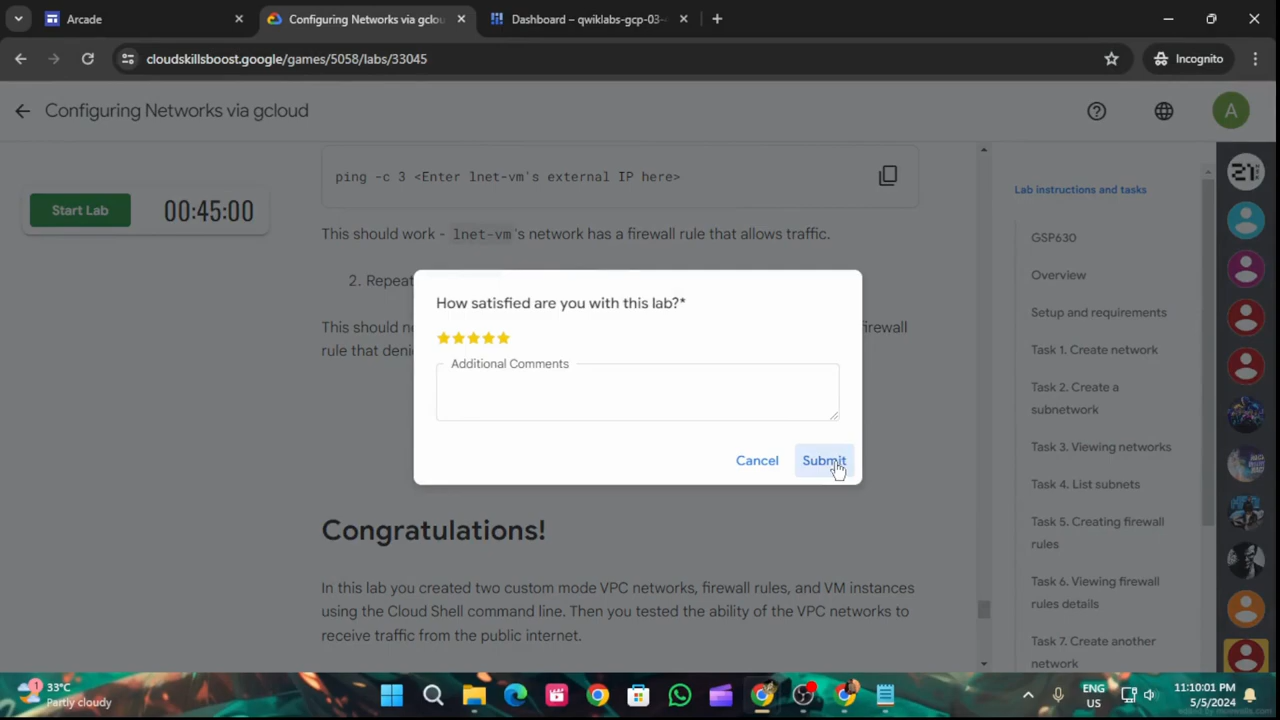 Arcade
Configuring Networks via gclou
Dashboard – qwiklabs-gcp-03-
cloudskillsboost.google/games/5058/labs/33045
Incognito
Configuring Networks via gcloud
A
Start Lab
00:45:00
ping -c 3 <Enter lnet-vm's external IP here>
This should work - lnet-vm's network has a firewall rule that allows traffic.
2. Repeat
This should n
irewall
rule that deni
How satisfied are you with this lab?*
Additional Comments
Cancel
Submit
Congratulations!
In this lab you created two custom mode VPC networks, firewall rules, and VM instances
using the Cloud Shell command line. Then you tested the ability of the VPC networks to
receive traffic from the public internet.
Lab instructions and tasks
GSP630
Overview
Setup and requirements
Task 1. Create network
Task 2. Create a
subnetwork
Task 3. Viewing networks
Task 4. List subnets
Task 5. Creating firewall
rules
Task 6. Viewing firewall
rules details
Task 7. Create another
network
21
1
33°C
Partly cloudy
ENG
US
11:10:01 PM
5/5/2024